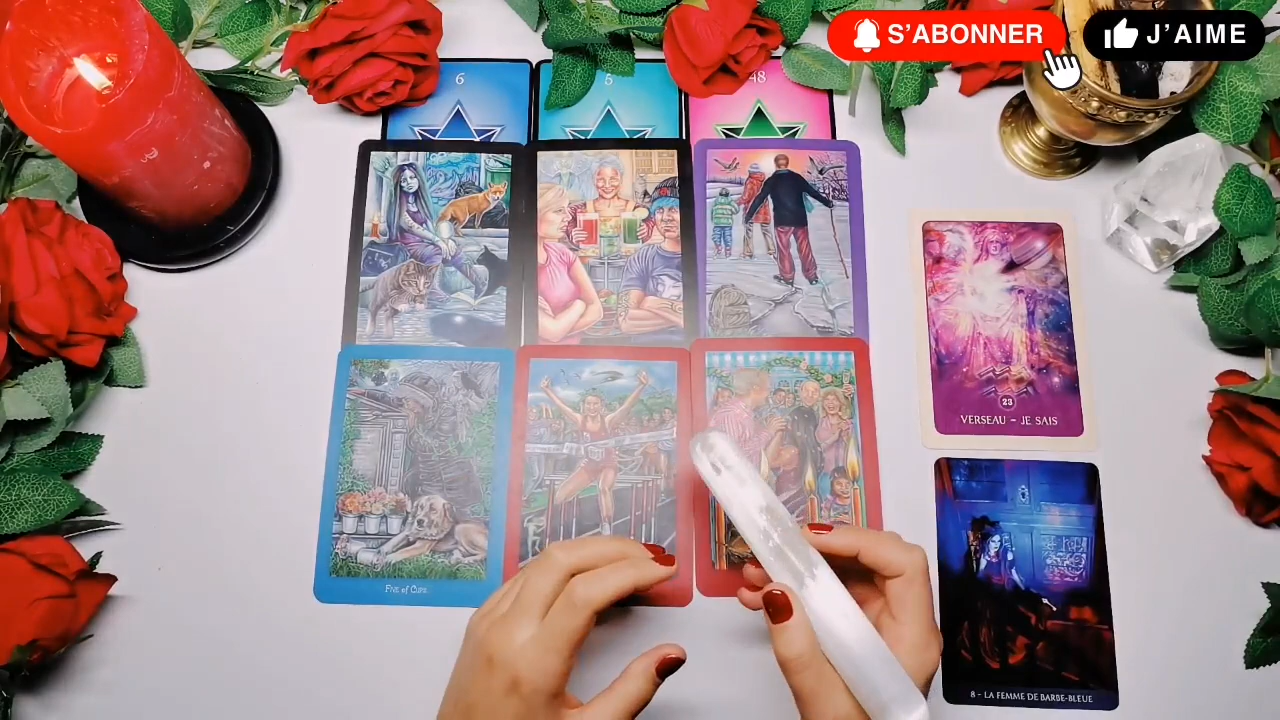 S'ABONNER
J'AIME
6
5
48
23
VERSEAU - JE SAIS
FIVE of CUPS
8 - LA FEMME DE BARBE-BLEUE